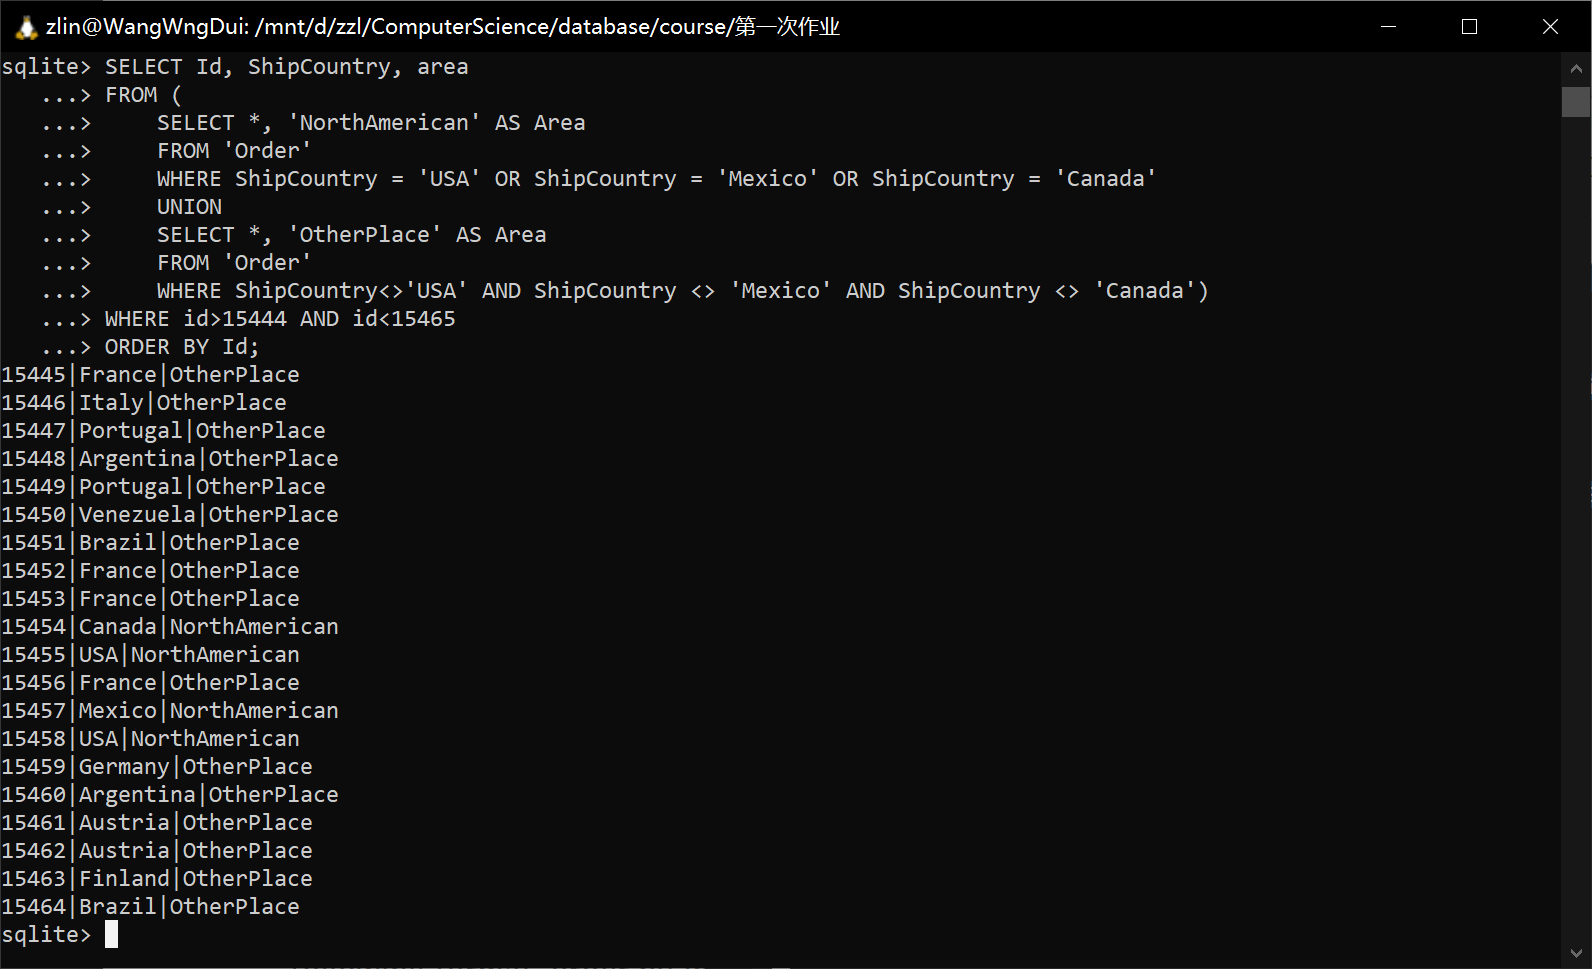 zlin@WangWngDui: /mnt/d/zzl/ComputerScience/database/course/第一次作业
sqlite> SELECT Id, ShipCountry, area
   ...> FROM (
   ...>     SELECT *, 'NorthAmerican' AS Area
   ...>     FROM 'Order'
   ...>     WHERE ShipCountry = 'USA' OR ShipCountry = 'Mexico' OR ShipCountry = 'Canada'
   ...>     UNION
   ...>     SELECT *, 'OtherPlace' AS Area
   ...>     FROM 'Order'
   ...>     WHERE ShipCountry<>'USA' AND ShipCountry <> 'Mexico' AND ShipCountry <> 'Canada')
   ...> WHERE id>15444 AND id<15465
   ...> ORDER BY Id;
15445|France|OtherPlace
15446|Italy|OtherPlace
15447|Portugal|OtherPlace
15448|Argentina|OtherPlace
15449|Portugal|OtherPlace
15450|Venezuela|OtherPlace
15451|Brazil|OtherPlace
15452|France|OtherPlace
15453|France|OtherPlace
15454|Canada|NorthAmerican
15455|USA|NorthAmerican
15456|France|OtherPlace
15457|Mexico|NorthAmerican
15458|USA|NorthAmerican
15459|Germany|OtherPlace
15460|Argentina|OtherPlace
15461|Austria|OtherPlace
15462|Austria|OtherPlace
15463|Finland|OtherPlace
15464|Brazil|OtherPlace
sqlite>